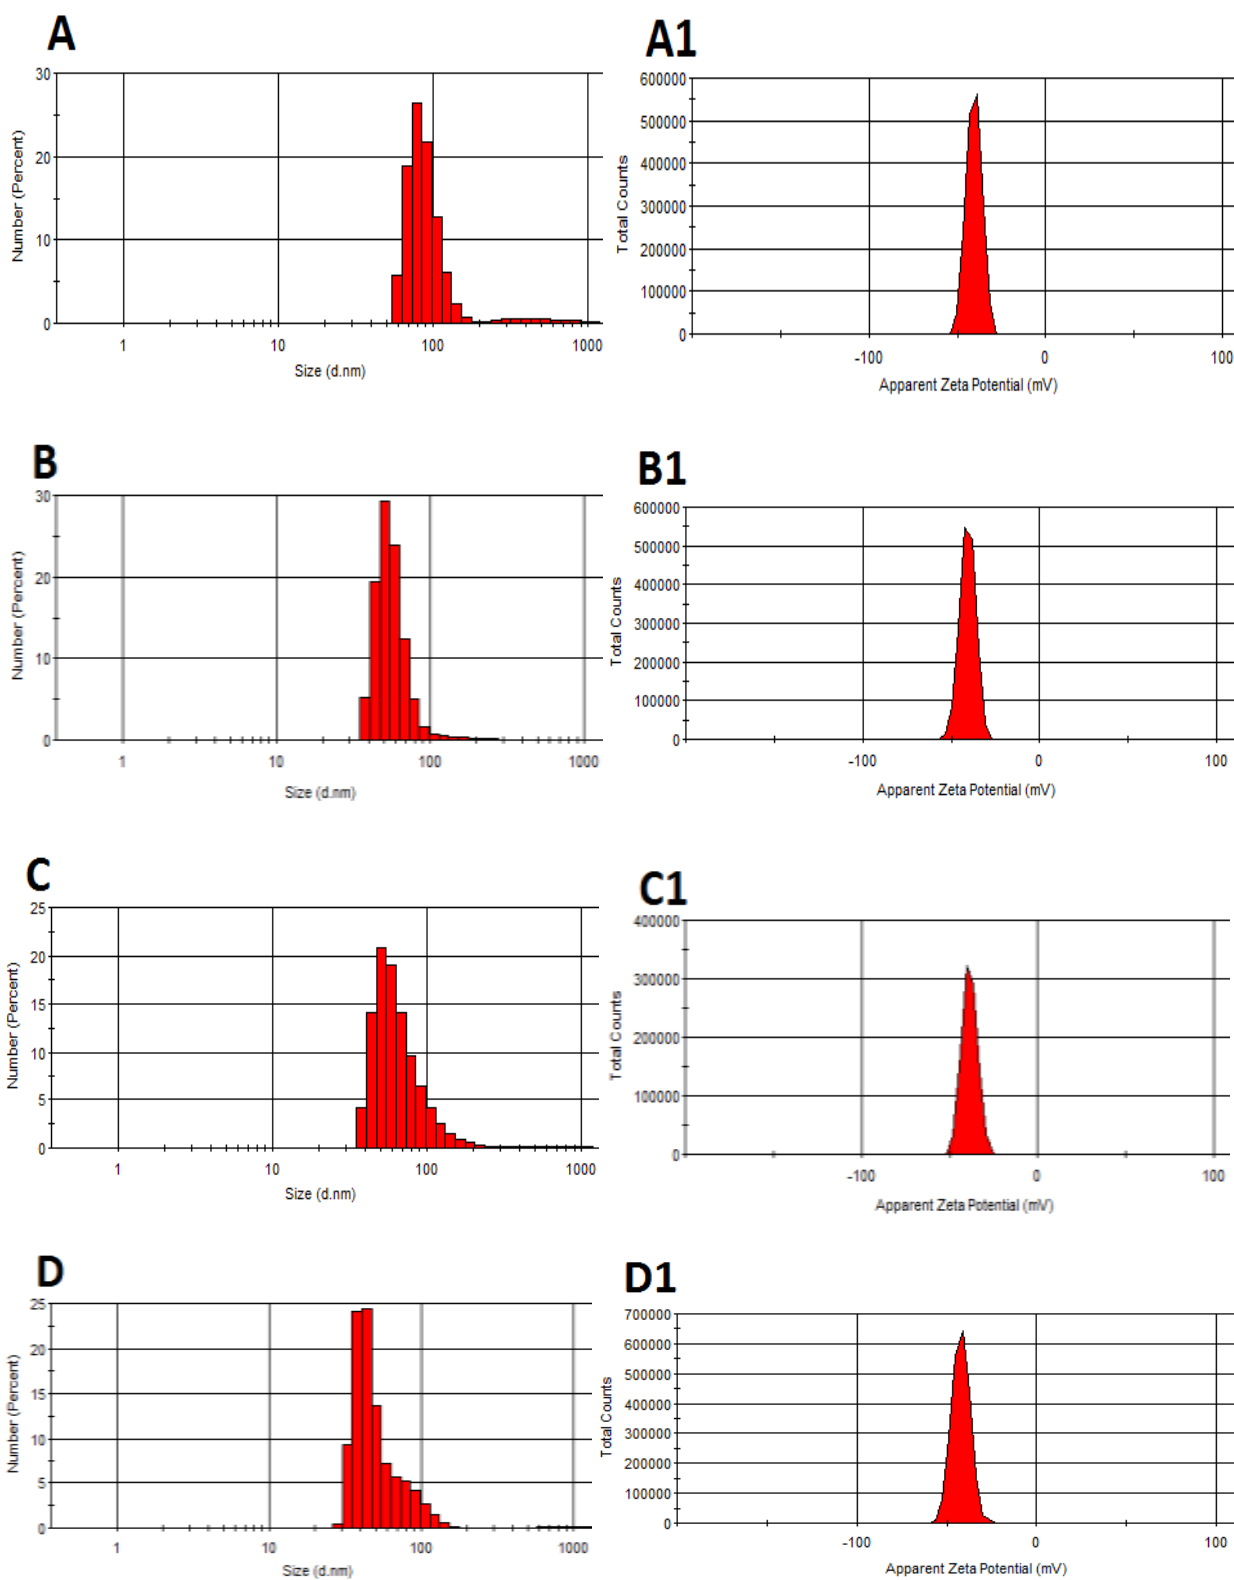 A
A1
30
20
10
0
Number (Percent)
1 10 100 1000
Size (d.nm)
600000
500000
400000
300000
200000
100000
0
Total Counts
-100 0 100
Apparent Zeta Potential (mV)
B
B1
30
20
10
0
Number (Percent)
1 10 100 1000
Size (d.nm)
600000
500000
400000
300000
200000
100000
0
Total Counts
-100 0 100
Apparent Zeta Potential (mV)
C
C1
25
20
15
10
5
0
Number (Percent)
1 10 100 1000
Size (d.nm)
400000
300000
200000
100000
0
Total Counts
-100 0 100
Apparent Zeta Potential (mV)
D
D1
25
20
15
10
5
0
Number (Percent)
1 10 100 1000
Size (d.nm)
700000
600000
500000
400000
300000
200000
100000
0
Total Counts
-100 0 100
Apparent Zeta Potential (mV)